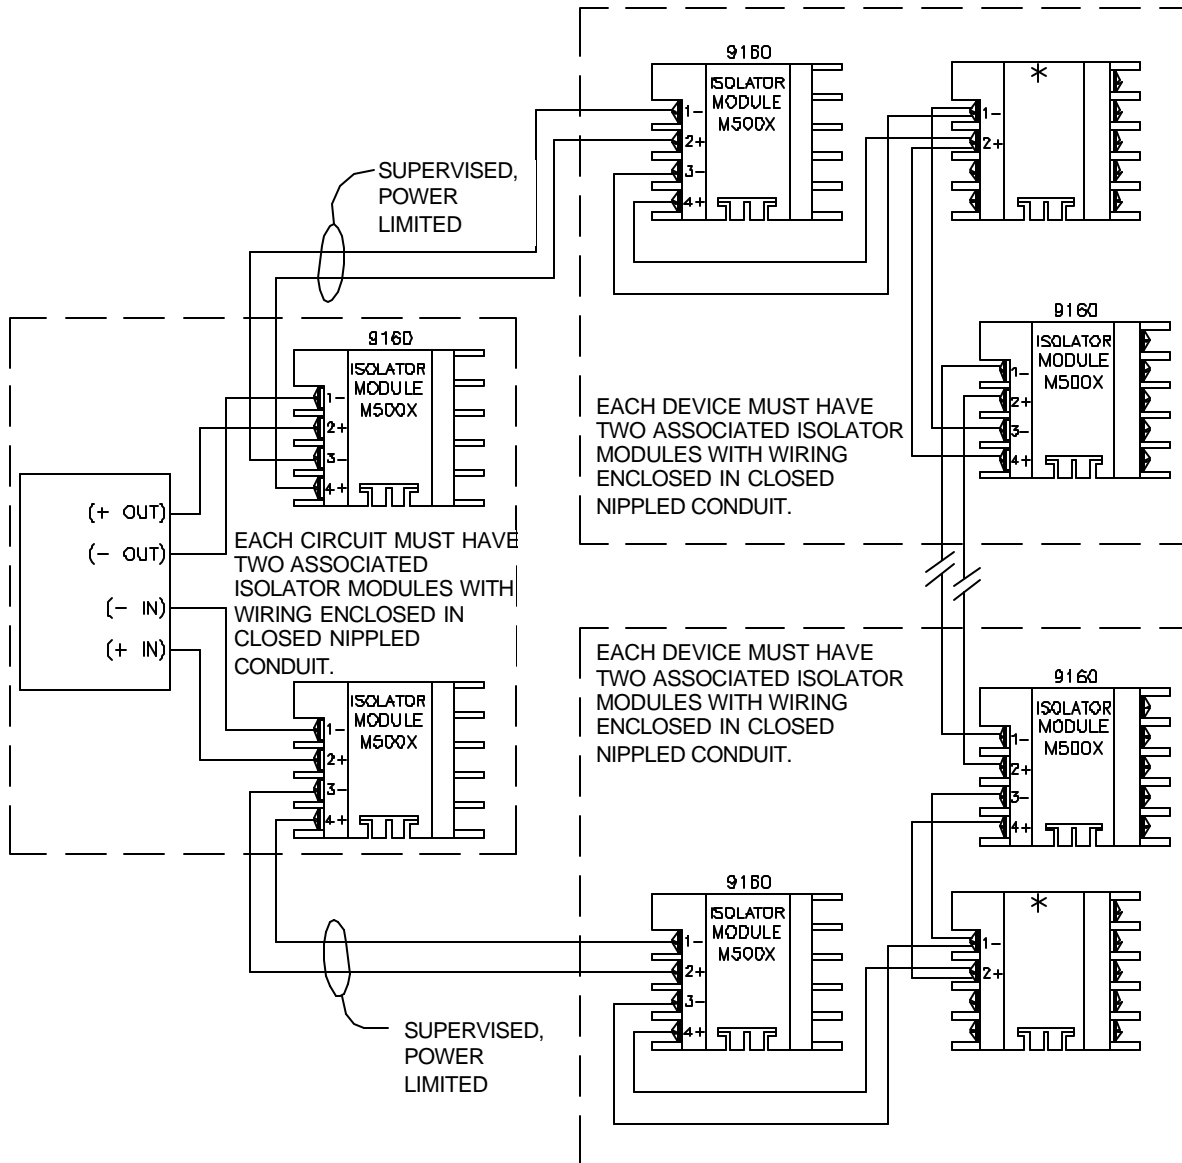 9160
ISOLATOR
MODULE
M500X
1-
2+
3-
4+
*
1-
2+
SUPERVISED,
POWER
LIMITED
9160
ISOLATOR
MODULE
M500X
1-
2+
3-
4+
9160
ISOLATOR
MODULE
M500X
1-
2+
3-
4+
EACH DEVICE MUST HAVE
TWO ASSOCIATED ISOLATOR
MODULES WITH WIRING
ENCLOSED IN CLOSED
NIPPLED CONDUIT.
(+ OUT)
(- OUT)
(- IN)
(+ IN)
EACH CIRCUIT MUST HAVE
TWO ASSOCIATED
ISOLATOR MODULES WITH
WIRING ENCLOSED IN
CLOSED NIPPLED
CONDUIT.
ISOLATOR
MODULE
M500X
1-
2+
3-
4+
EACH DEVICE MUST HAVE
TWO ASSOCIATED ISOLATOR
MODULES WITH WIRING
ENCLOSED IN CLOSED
NIPPLED CONDUIT.
9160
ISOLATOR
MODULE
M500X
1-
2+
3-
4+
9160
ISOLATOR
MODULE
M500X
1-
2+
3-
4+
*
1-
2+
SUPERVISED,
POWER
LIMITED